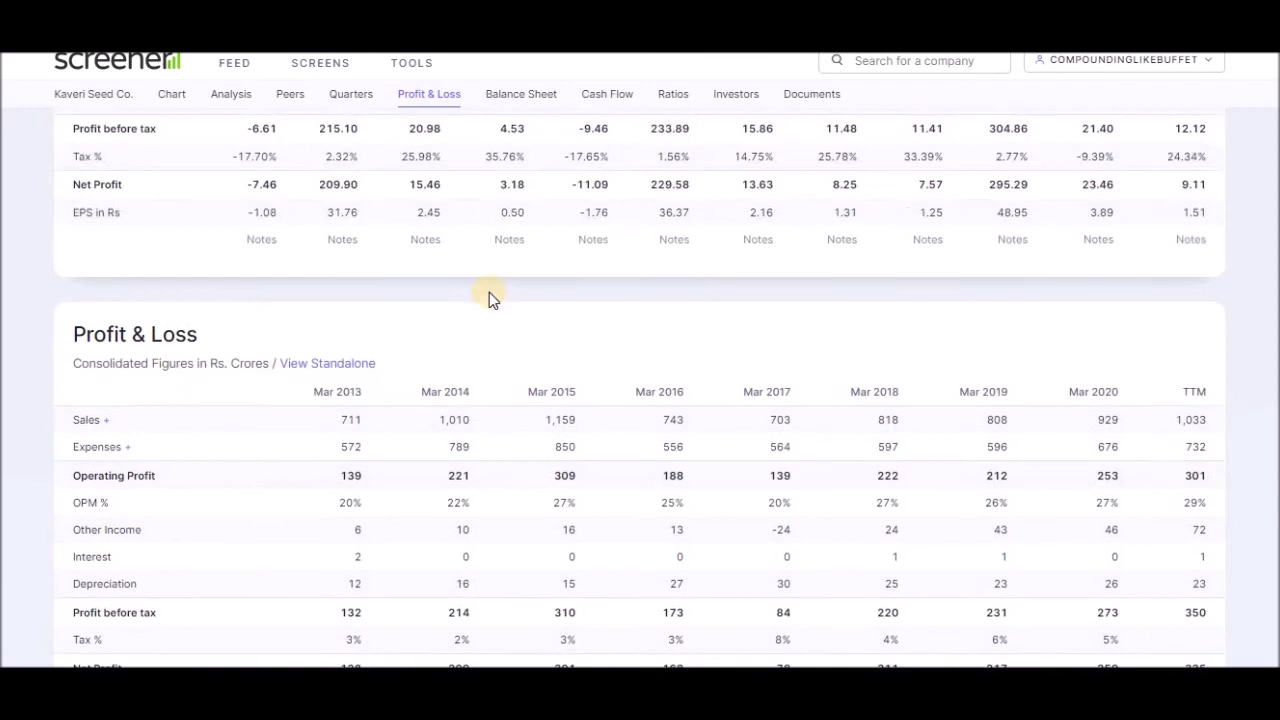 screener FEED SCREENS TOOLS Search for a company COMPOUNDINGLIKEBUFFET
Kaveri Seed Co. Chart Analysis Peers Quarters Profit & Loss Balance Sheet Cash Flow Ratios Investors Documents
Profit before tax -6.61 215.10 20.98 4.53 -9.46 233.89 15.86 11.48 11.41 304.86 21.40 12.12
Tax % -17.70% 2.32% 25.98% 35.76% -17.65% 1.56% 14.75% 25.78% 33.39% 2.77% -9.39% 24.34%
Net Profit -7.46 209.90 15.46 3.18 -11.09 229.58 13.63 8.25 7.57 295.29 23.46 9.11
EPS in Rs -1.08 31.76 2.45 0.50 -1.76 36.37 2.16 1.31 1.25 48.95 3.89 1.51
Notes Notes Notes Notes Notes Notes Notes Notes Notes Notes Notes Notes
Profit & Loss
Consolidated Figures in Rs. Crores / View Standalone
Mar 2013 Mar 2014 Mar 2015 Mar 2016 Mar 2017 Mar 2018 Mar 2019 Mar 2020 TTM
Sales + 711 1,010 1,159 743 703 818 808 929 1,033
Expenses + 572 789 850 556 564 597 596 676 732
Operating Profit 139 221 309 188 139 222 212 253 301
OPM % 20% 22% 27% 25% 20% 27% 26% 27% 29%
Other Income 6 10 16 13 -24 24 43 46 72
Interest 2 0 0 0 0 1 1 0 1
Depreciation 12 16 15 27 30 25 23 26 23
Profit before tax 132 214 310 173 84 220 231 273 350
Tax % 3% 2% 3% 3% 8% 4% 6% 5%
Net Profit